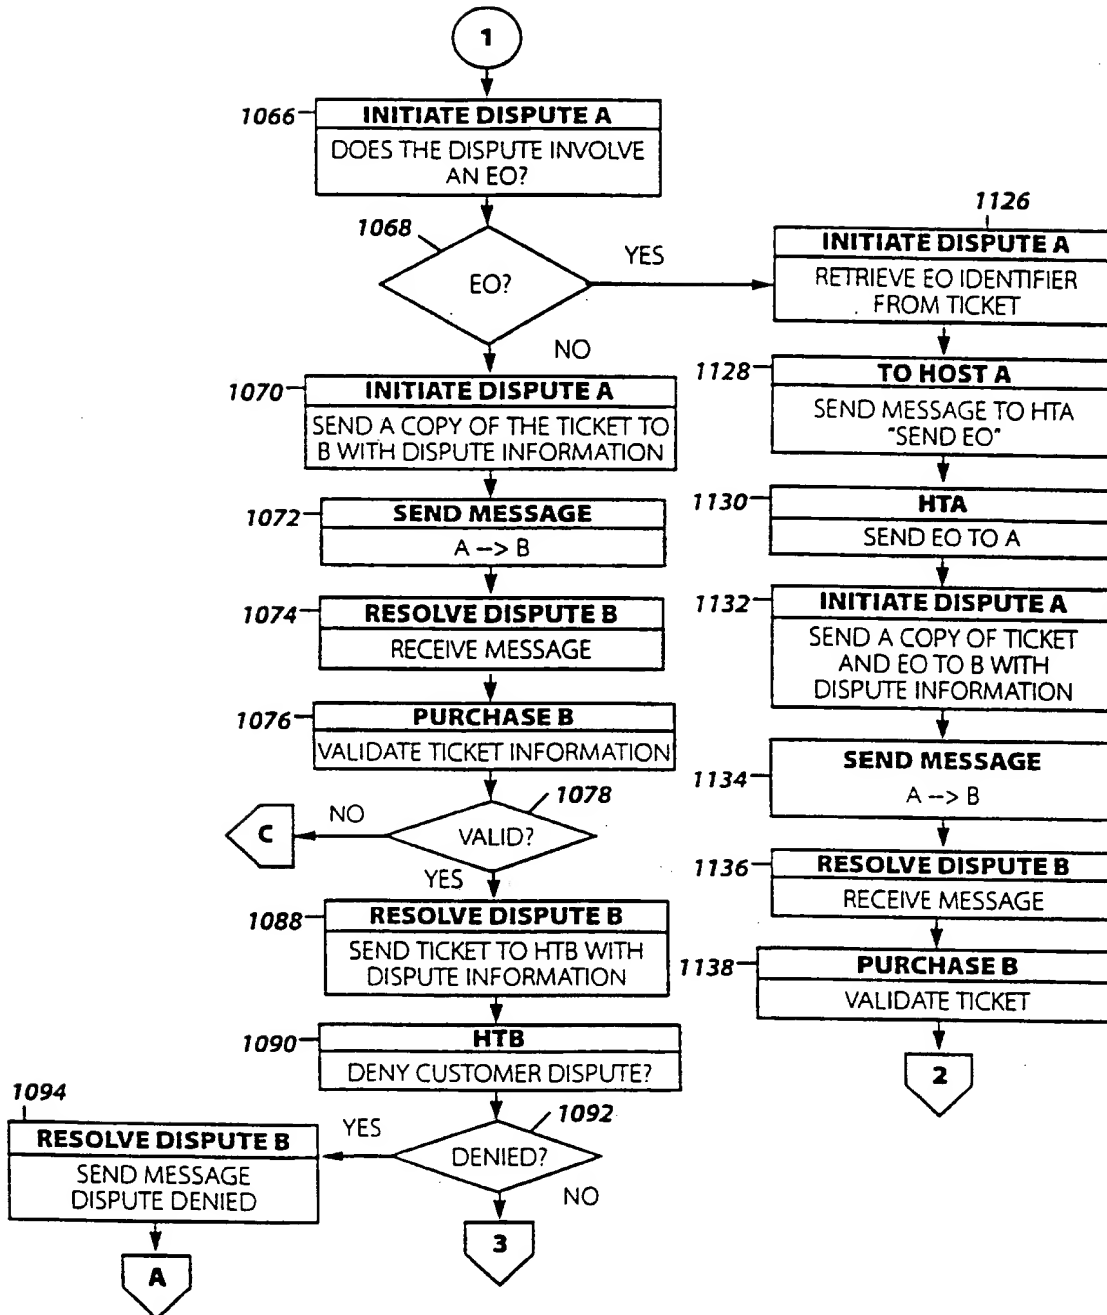 1
1066
INITIATE DISPUTE A
DOES THE DISPUTE INVOLVE
AN EO?
1068
EO?
YES
NO
1070
INITIATE DISPUTE A
SEND A COPY OF THE TICKET TO
B WITH DISPUTE INFORMATION
1072
SEND MESSAGE
A --> B
1074
RESOLVE DISPUTE B
RECEIVE MESSAGE
1076
PURCHASE B
VALIDATE TICKET INFORMATION
1078
VALID?
NO
C
YES
1088
RESOLVE DISPUTE B
SEND TICKET TO HTB WITH
DISPUTE INFORMATION
1090
HTB
DENY CUSTOMER DISPUTE?
1092
DENIED?
YES
NO
1094
RESOLVE DISPUTE B
SEND MESSAGE
DISPUTE DENIED
A
3
1126
INITIATE DISPUTE A
RETRIEVE EO IDENTIFIER
FROM TICKET
1128
TO HOST A
SEND MESSAGE TO HTA
"SEND EO"
1130
HTA
SEND EO TO A
1132
INITIATE DISPUTE A
SEND A COPY OF TICKET
AND EO TO B WITH
DISPUTE INFORMATION
1134
SEND MESSAGE
A --> B
1136
RESOLVE DISPUTE B
RECEIVE MESSAGE
1138
PURCHASE B
VALIDATE TICKET
2